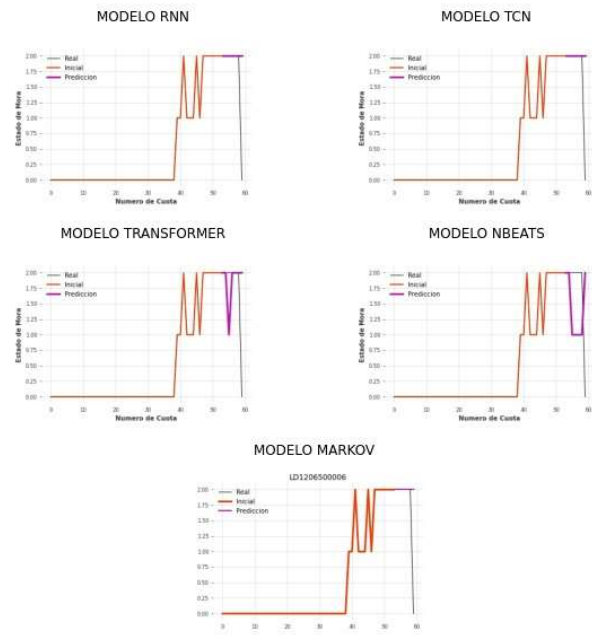 MODELO RNN
MODELO TCN
2.00
1.75
1.50
1.25
1.00
0.75
0.50
0.25
0.00
Estado de Mora
Real
Inicial
Prediccion
0 10 20 30 40 50 60
Numero de Cuota
2.00
1.75
1.50
1.25
1.00
0.75
0.50
0.25
0.00
Estado de Mora
Real
Inicial
Prediccion
0 10 20 30 40 50 60
Numero de Cuota
MODELO TRANSFORMER
MODELO NBEATS
2.00
1.75
1.50
1.25
1.00
0.75
0.50
0.25
0.00
Estado de Mora
Real
Inicial
Prediccion
0 10 20 30 40 50 60
Numero de Cuota
2.00
1.75
1.50
1.25
1.00
0.75
0.50
0.25
0.00
Estado de Mora
Real
Inicial
Prediccion
0 10 20 30 40 50 60
Numero de Cuota
MODELO MARKOV
LD1206500006
2.00
1.75
1.50
1.25
1.00
0.75
0.50
0.25
0.00
Real
Inicial
Prediccion
0 10 20 30 40 50 60